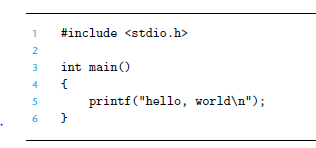 1 #include <stdio.h>
2
3 int main()
4 {
5     printf("hello, world\n");
6 }